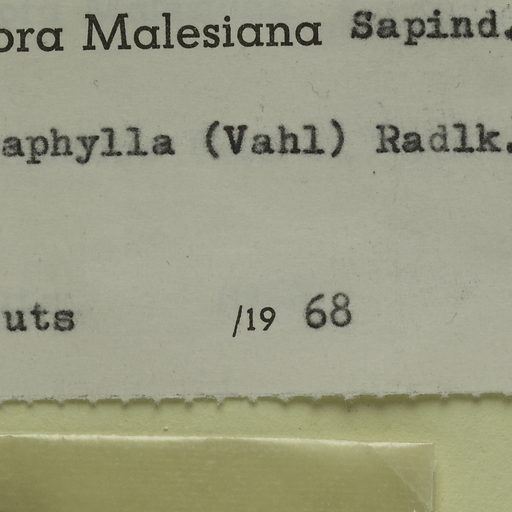 ora Malesiana Sapind.
aphylla (Vahl) Radlk.
uts /19 68